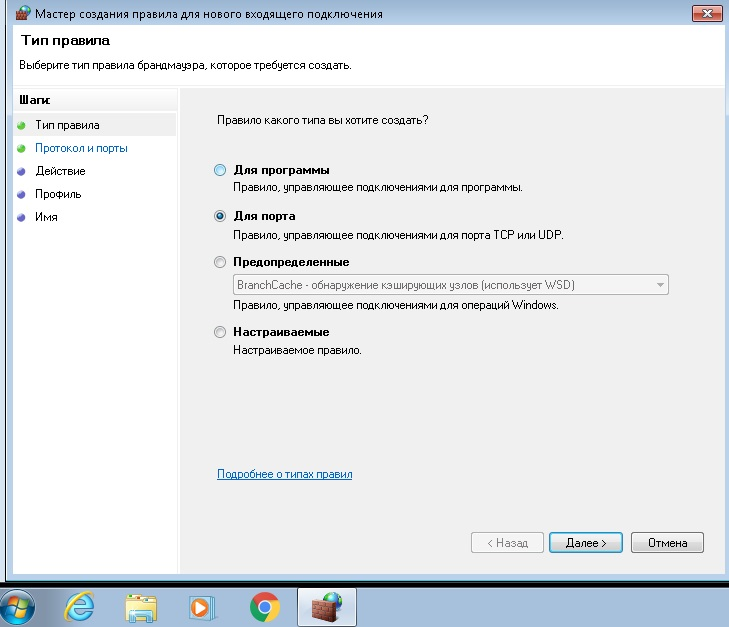 Мастер создания правила для нового входящего подключения
Тип правила
Выберите тип правила брандмауэра, которое требуется создать.
Шаги:
Тип правила
Протокол и порты
Действие
Профиль
Имя
Правило какого типа вы хотите создать?
Для программы
Правило, управляющее подключениями для программы.
Для порта
Правило, управляющее подключениями для порта TCP или UDP.
Предопределенные
BranchCache - обнаружение кэширующих узлов (использует WSD)
Правило, управляющее подключениями для операций Windows.
Настраиваемые
Настраиваемое правило.
Подробнее о типах правил
< Назад
Далее >
Отмена